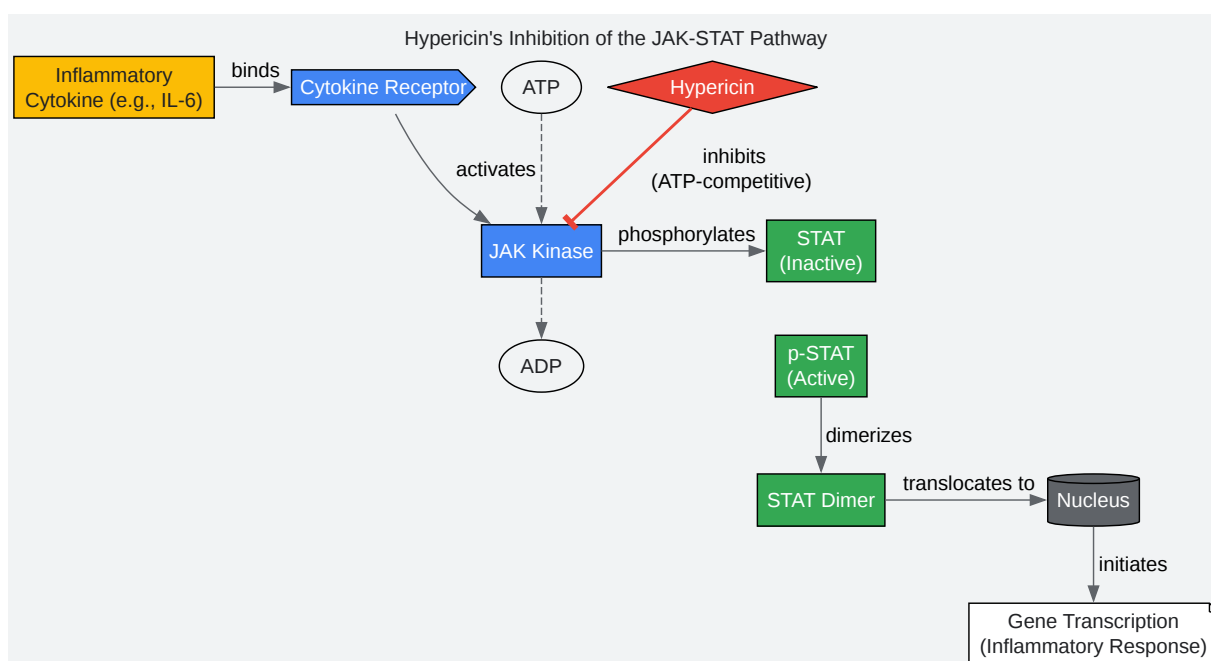 Hypericin's Inhibition of the JAK-STAT Pathway
Inflammatory
Cytokine (e.g., IL-6)
binds
Cytokine Receptor
ATP
Hypericin
activates
inhibits
(ATP-competitive)
JAK Kinase
phosphorylates
STAT
(Inactive)
ADP
p-STAT
(Active)
dimerizes
STAT Dimer
translocates to
Nucleus
initiates
Gene Transcription
(Inflammatory Response)